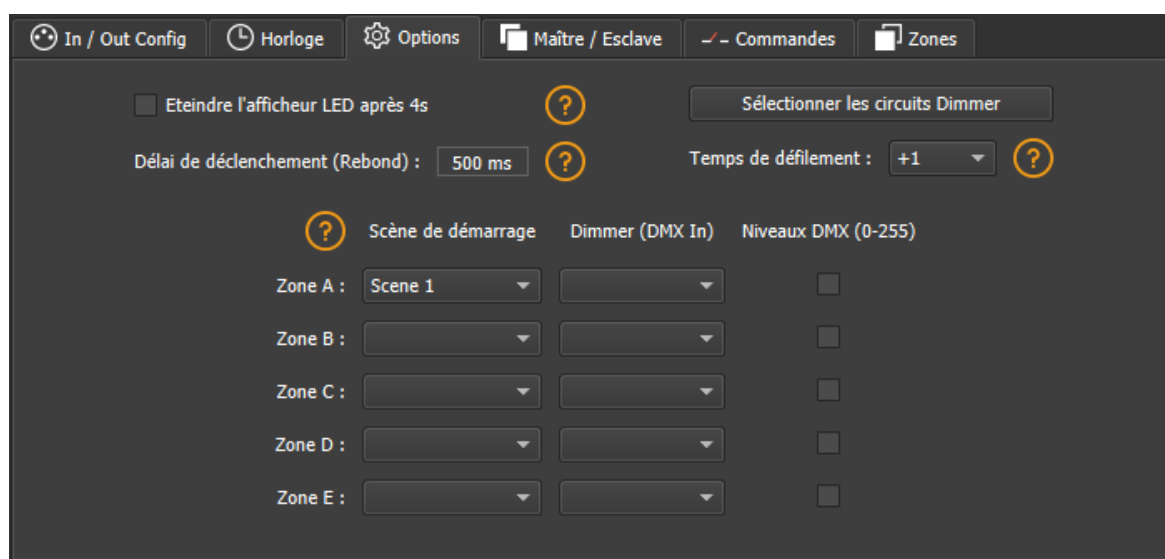 In / Out Config Horloge Options Maître / Esclave Commandes Zones
Eteindre l'afficheur LED après 4s ? Sélectionner les circuits Dimmer
Délai de déclenchement (Rebond) : 500 ms ? Temps de défilement : +1 ?
? Scène de démarrage Dimmer (DMX In) Niveaux DMX (0-255)
Zone A : Scene 1
Zone B :
Zone C :
Zone D :
Zone E :